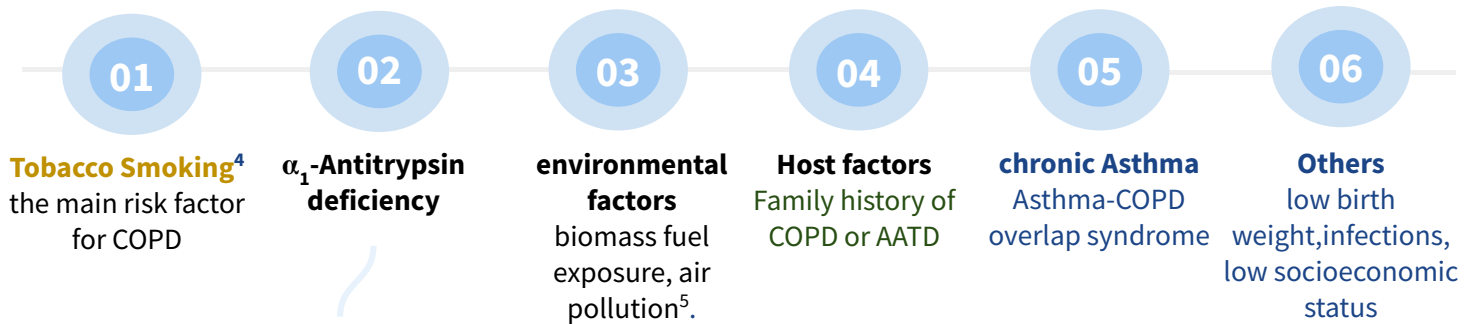 01
Tobacco Smoking⁴
the main risk factor
for COPD
02
α₁-Antitrypsin
deficiency
03
environmental
factors
biomass fuel
exposure, air
pollution⁵.
04
Host factors
Family history of
COPD or AATD
05
chronic Asthma
Asthma-COPD
overlap syndrome
06
Others
low birth
weight,infections,
low socioeconomic
status